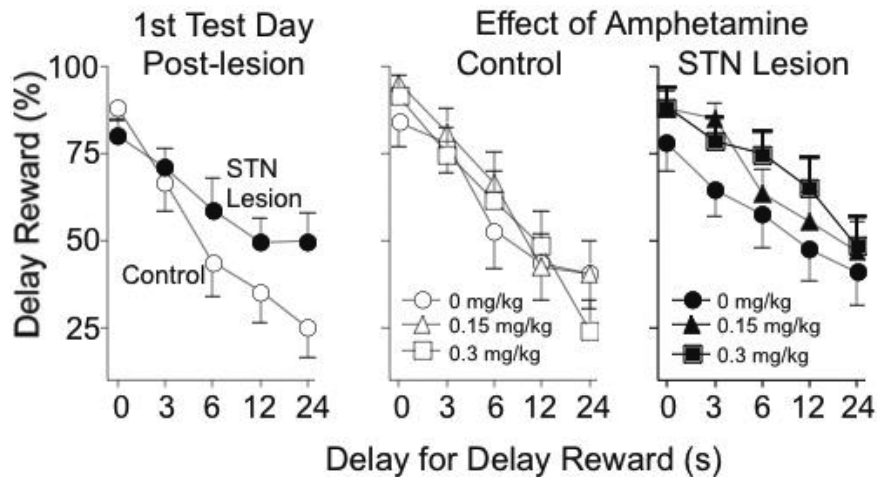 1st Test Day
Post-lesion
Effect of Amphetamine
Control
STN Lesion
Delay Reward (%)
100
75
50
25
STN
Lesion
Control
0 mg/kg
0.15 mg/kg
0.3 mg/kg
0 mg/kg
0.15 mg/kg
0.3 mg/kg
0 3 6 12 24
0 3 6 12 24
0 3 6 12 24
Delay for Delay Reward (s)